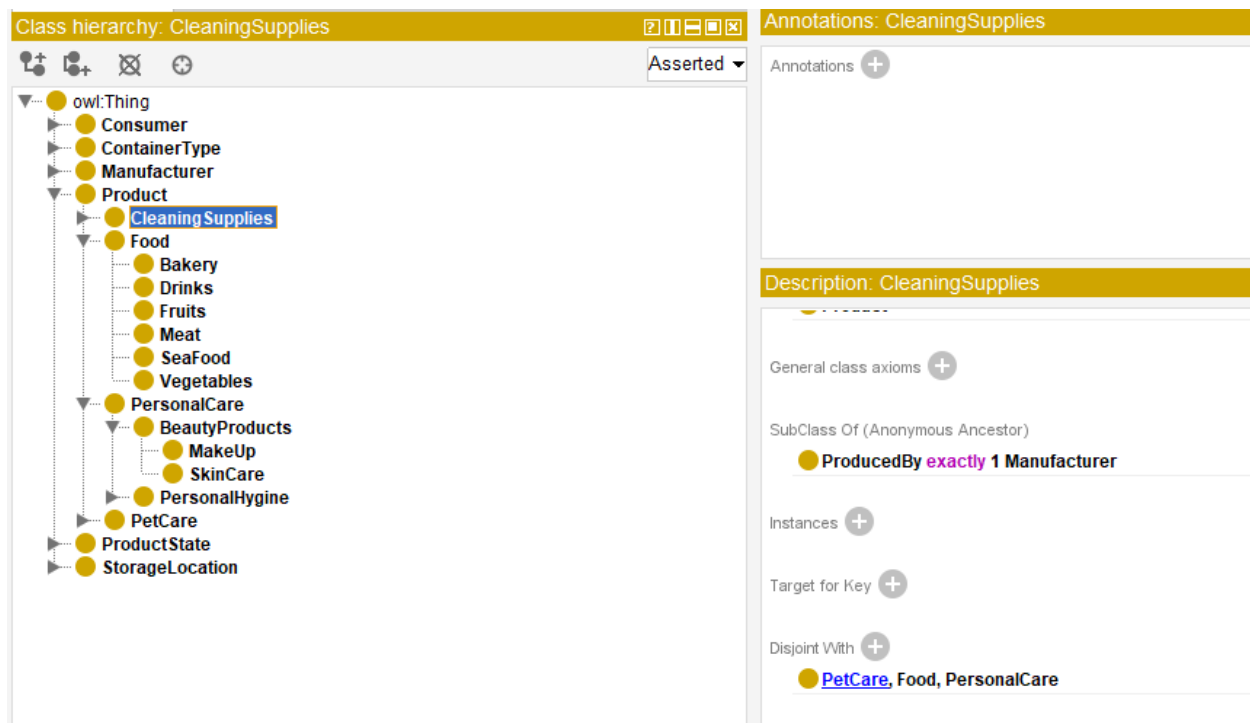 Class hierarchy: CleaningSupplies
Asserted
owl:Thing
Consumer
ContainerType
Manufacturer
Product
CleaningSupplies
Food
Bakery
Drinks
Fruits
Meat
SeaFood
Vegetables
PersonalCare
BeautyProducts
MakeUp
SkinCare
PersonalHygine
PetCare
ProductState
StorageLocation
Annotations: CleaningSupplies
Annotations
Description: CleaningSupplies
General class axioms
SubClass Of (Anonymous Ancestor)
ProducedBy exactly 1 Manufacturer
Instances
Target for Key
Disjoint With
PetCare, Food, PersonalCare